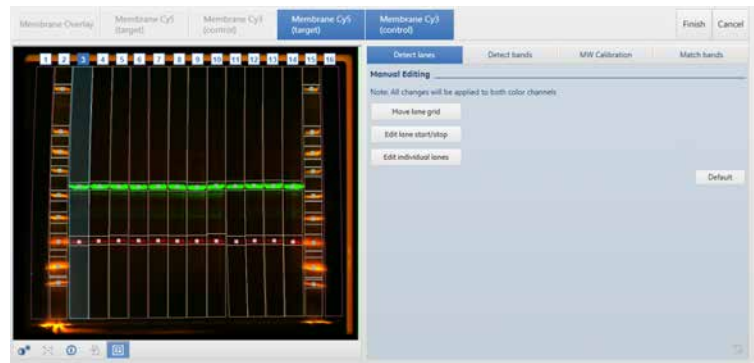 Membrane Overlay
Membrane Cy5
(target)
Membrane Cy3
(control)
Membrane Cy5
(target)
Membrane Cy3
(control)
Finish
Cancel
1 2 3 4 5 6 7 8 9 10 11 12 13 14 15 16
Detect lanes
Detect bands
MW Calibration
Match bands
Manual Editing
Note: All changes will be applied to both color channels
Move lane grid
Edit lane start/stop
Edit individual lanes
Default